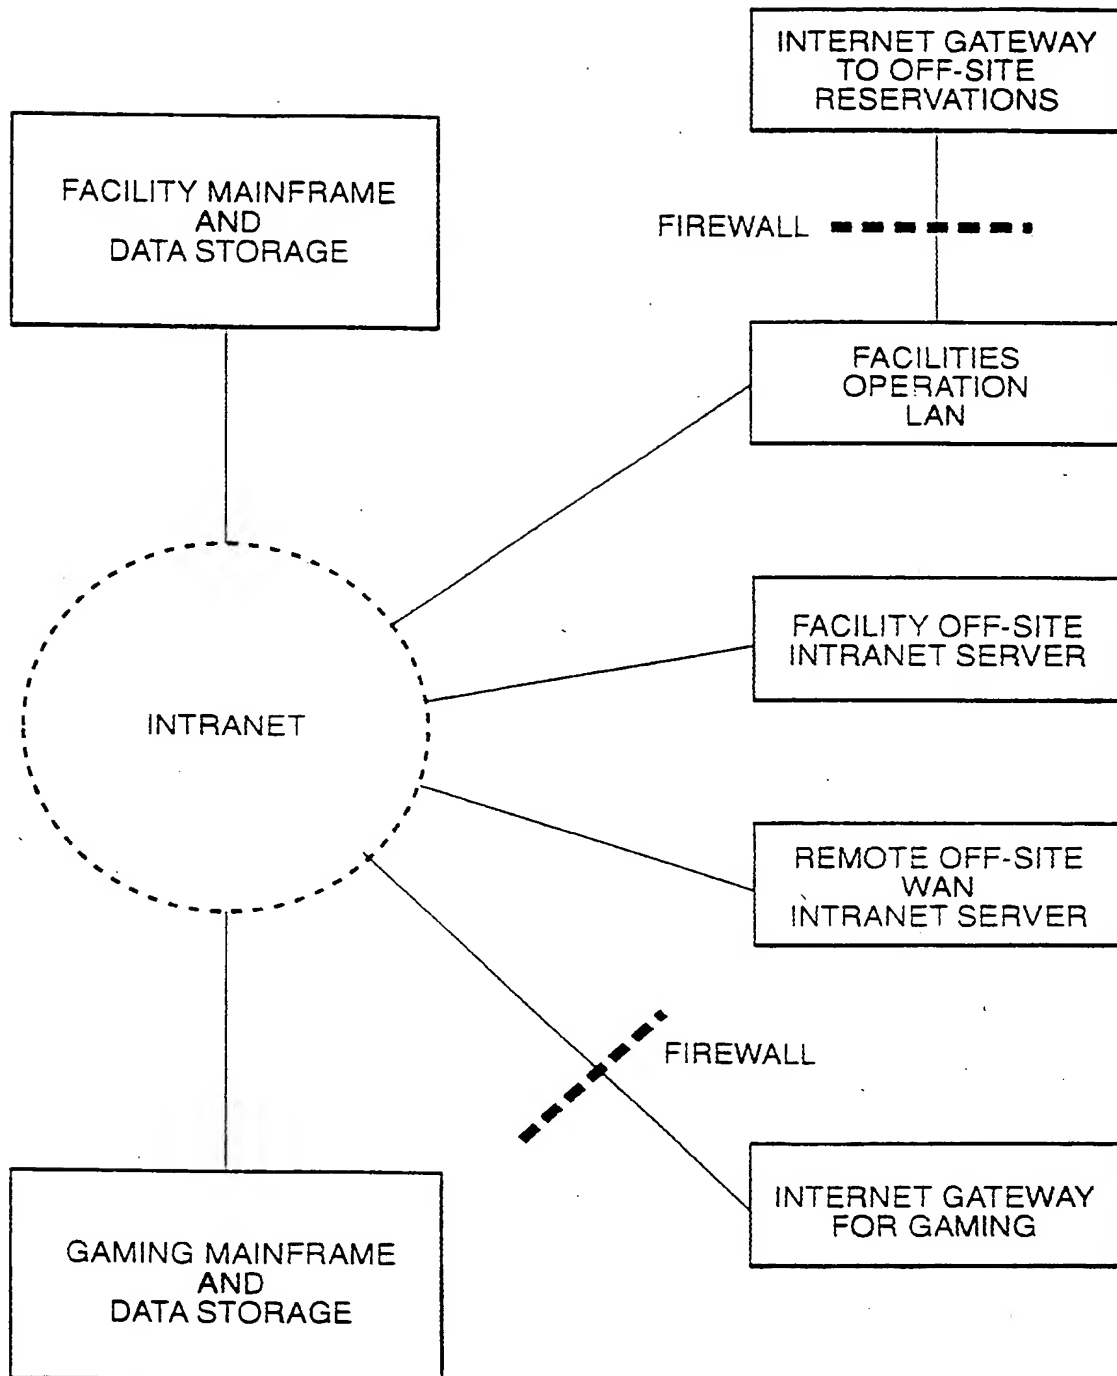 INTERNET GATEWAY
TO OFF-SITE
RESERVATIONS
FACILITY MAINFRAME
AND
DATA STORAGE
FIREWALL
FACILITIES
OPERATION
LAN
FACILITY OFF-SITE
INTRANET SERVER
INTRANET
REMOTE OFF-SITE
WAN
INTRANET SERVER
FIREWALL
INTERNET GATEWAY
FOR GAMING
GAMING MAINFRAME
AND
DATA STORAGE